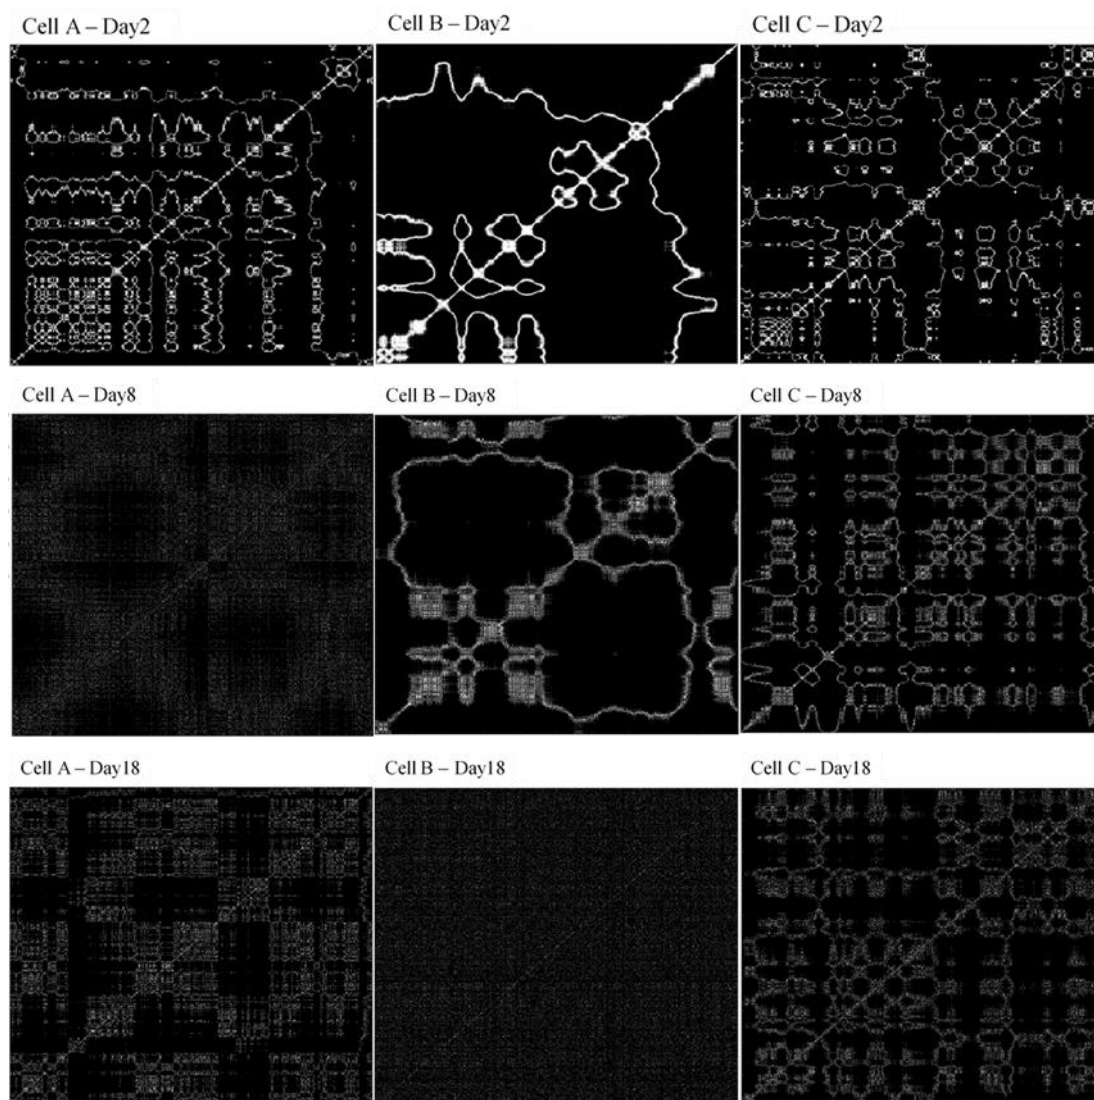 Cell A – Day2
Cell B – Day2
Cell C – Day2
Cell A – Day8
Cell B – Day8
Cell C – Day8
Cell A – Day18
Cell B – Day18
Cell C – Day18